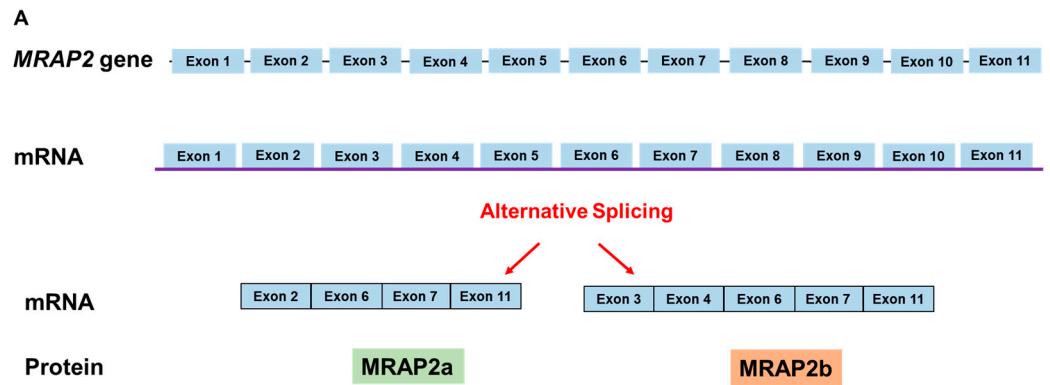 A
MRAP2 gene Exon 1 Exon 2 Exon 3 Exon 4 Exon 5 Exon 6 Exon 7 Exon 8 Exon 9 Exon 10 Exon 11
mRNA Exon 1 Exon 2 Exon 3 Exon 4 Exon 5 Exon 6 Exon 7 Exon 8 Exon 9 Exon 10 Exon 11
Alternative Splicing
mRNA Exon 2 Exon 6 Exon 7 Exon 11 Exon 3 Exon 4 Exon 6 Exon 7 Exon 11
Protein MRAP2a MRAP2b